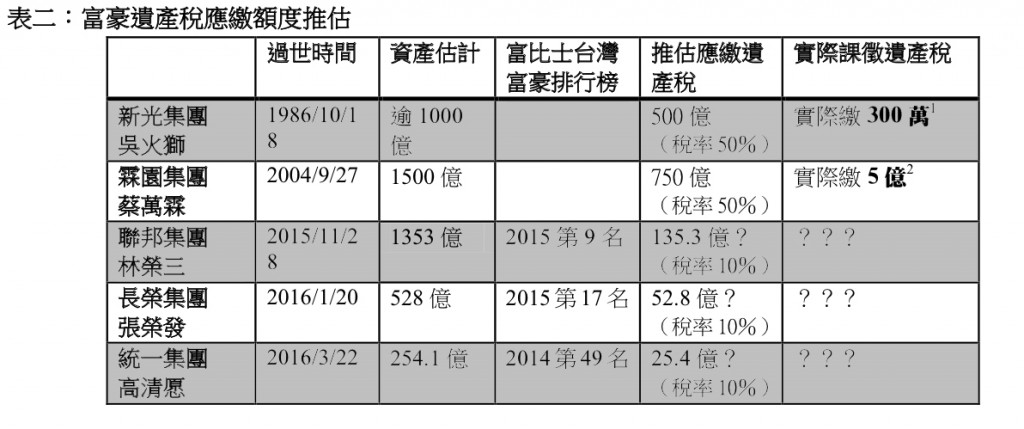 表二：富豪遺產稅應繳額度推估
過世時間 資產估計 富比士台灣 推估應繳遺 實際課徵遺產稅
富豪排行榜 產稅
新光集團 1986/10/1 逾 1000 500 億 實際繳 300 萬1
吳火獅 8 億 （稅率 50%）
霖園集團 2004/9/27 1500 億 750 億 實際繳 5 億2
蔡萬霖 （稅率 50%）
聯邦集團 2015/11/2 1353 億 2015 第 9 名 135.3 億？ ？？？
林榮三 8 （稅率 10%）
長榮集團 2016/1/20 528 億 2015 第 17 名 52.8 億？ ？？？
張榮發 （稅率 10%）
統一集團 2016/3/22 254.1 億 2014 第 49 名 25.4 億？ ？？？
高清愿 （稅率 10%）